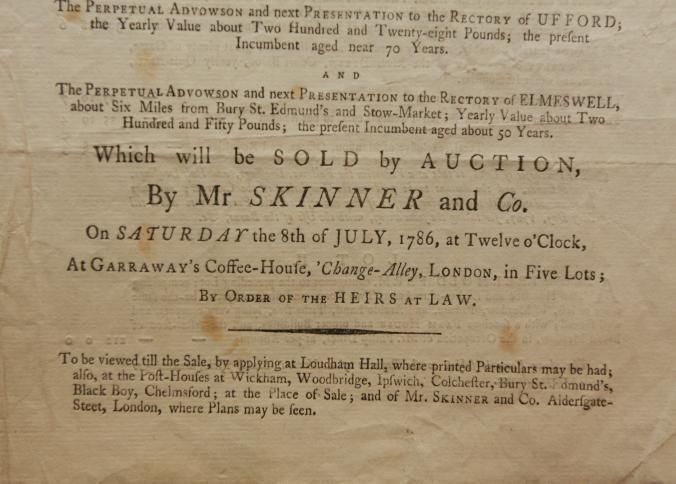 The PERPETUAL ADVOWSON and next PRESENTATION to the RECTORY of UFFORD;
the Yearly Value about Two Hundred and Twenty-eight Pounds; the preſent
Incumbent aged near 70 Years.
AND
The PERPETUAL ADVOWSON and next PRESENTATION to the RECTORY of ELMESWELL,
about Six Miles from Bury St. Edmund's and Stow-Market; Yearly Value about Two
Hundred and Fifty Pounds; the preſent Incumbent aged about 50 Years.
Which will be SOLD by AUCTION,
By Mr. SKINNER and Co.
On SATURDAY the 8th of JULY, 1786, at Twelve o'Clock,
At GARRAWAY's Coffee-Houſe, 'Change-Alley, LONDON, in Five Lots;
By ORDER OF THE HEIRS AT LAW.
To be viewed till the Sale, by applying at Loudham Hall, where printed Particulars may be had;
alſo, at the Poſt-Houſes at Wickham, Woodbridge, Ipſwich, Colcheſter, Bury St. Edmund's,
Black Boy, Chelmsford; at the Place of Sale; and of Mr. SKINNER and Co. Alderſgate-
Steet, London, where Plans may be ſeen.